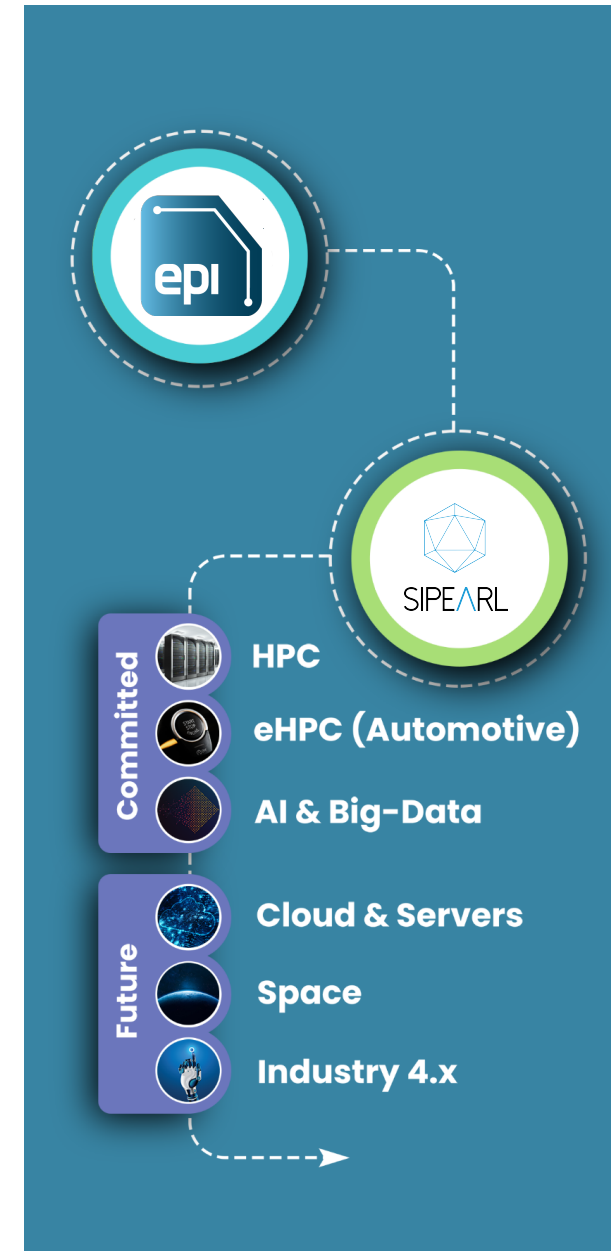 epi
SIPEARL
Committed
HPC
eHPC (Automotive)
AI & Big-Data
Future
Cloud & Servers
Space
Industry 4.x